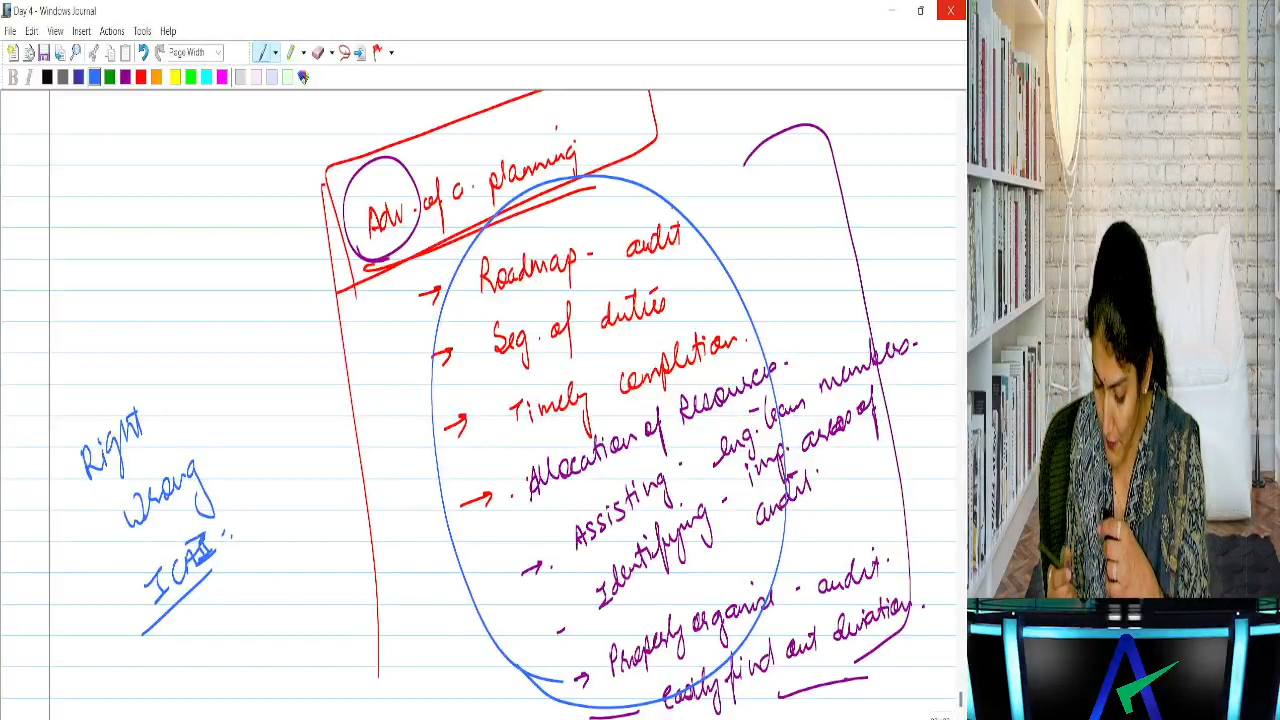 Day 4 - Windows Journal
File Edit View Insert Actions Tools Help
Page Width
B I
Adv. of a. planning
→ Roadmap - audit
→ Seg. of duties
→ Timely completion.
→ . Allocation of Resources.
→ . Assisting . eng. team members.
- Identifying - imp. areas of audit.
→ Properly organise - audit.
easily find out deviation.
Right
Wrong
ICAI